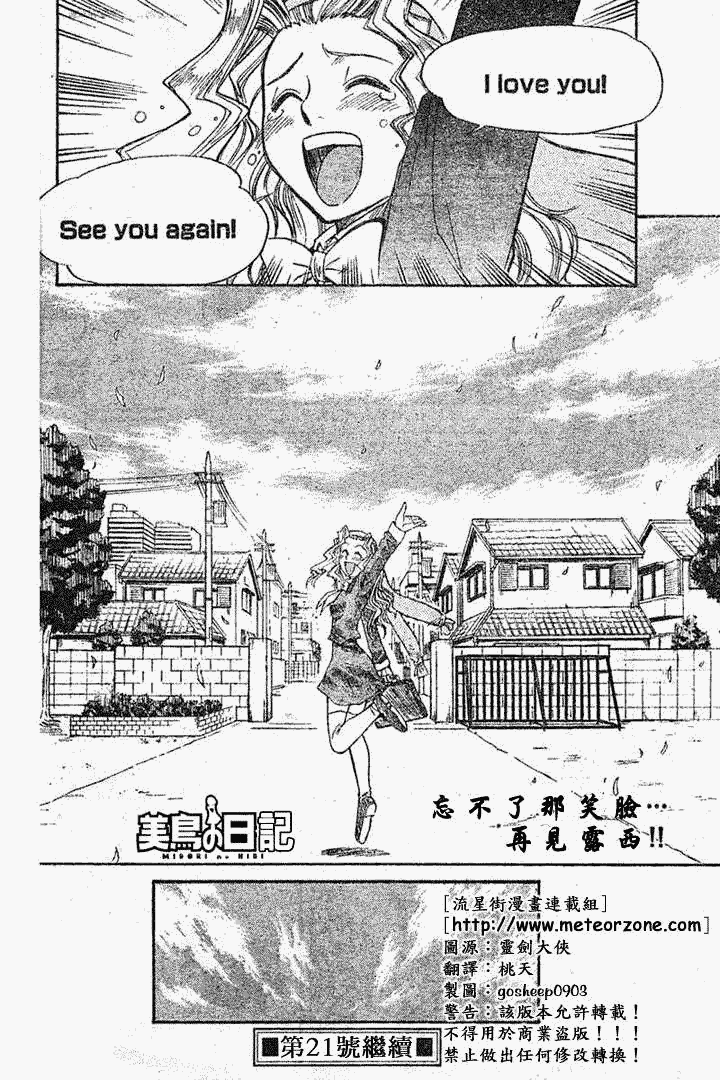 I love you!
See you again!
忘不了那笑臉…
再見露西!!
美鳥の日記
MIDORI no HIBI
[流星街漫畫連載組]
[http://www.meteorzone.com]
圖源：靈劍大俠
翻譯：桃天
製圖：gosheep0903
警告：該版本允許轉載！
不得用於商業盜版！！！
禁止做出任何修改轉換！
■第21號繼續■